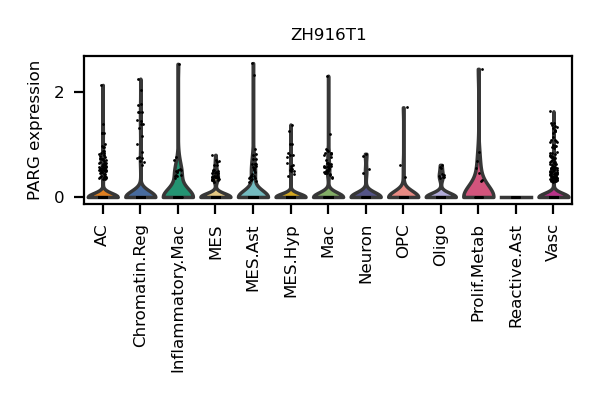 ZH916T1
PARG expression
2
0
AC
Chromatin.Reg
Inflammatory.Mac
MES
MES.Ast
MES.Hyp
Mac
Neuron
OPC
Oligo
Prolif.Metab
Reactive.Ast
Vasc